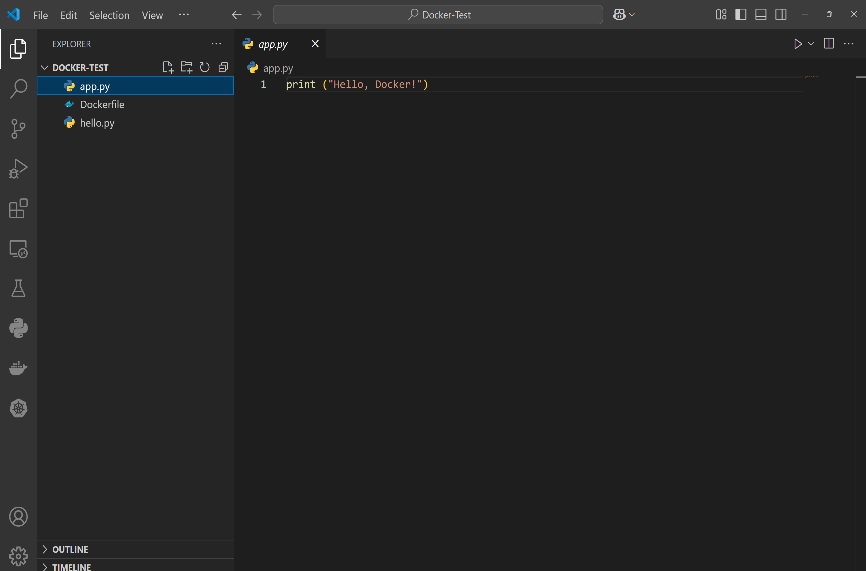 File Edit Selection View ··· Docker-Test
EXPLORER ···
app.py
DOCKER-TEST
app.py
Dockerfile
hello.py
app.py
1 print ("Hello, Docker!")
OUTLINE
TIMELINE